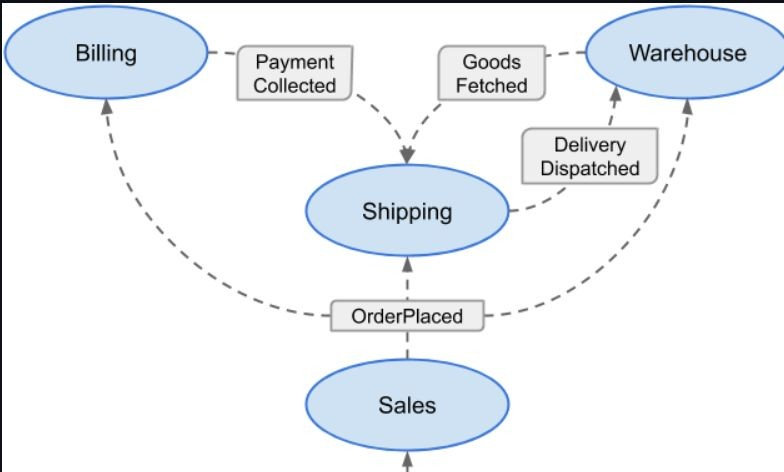 Billing
Payment
Collected
Goods
Fetched
Warehouse
Delivery
Dispatched
Shipping
OrderPlaced
Sales